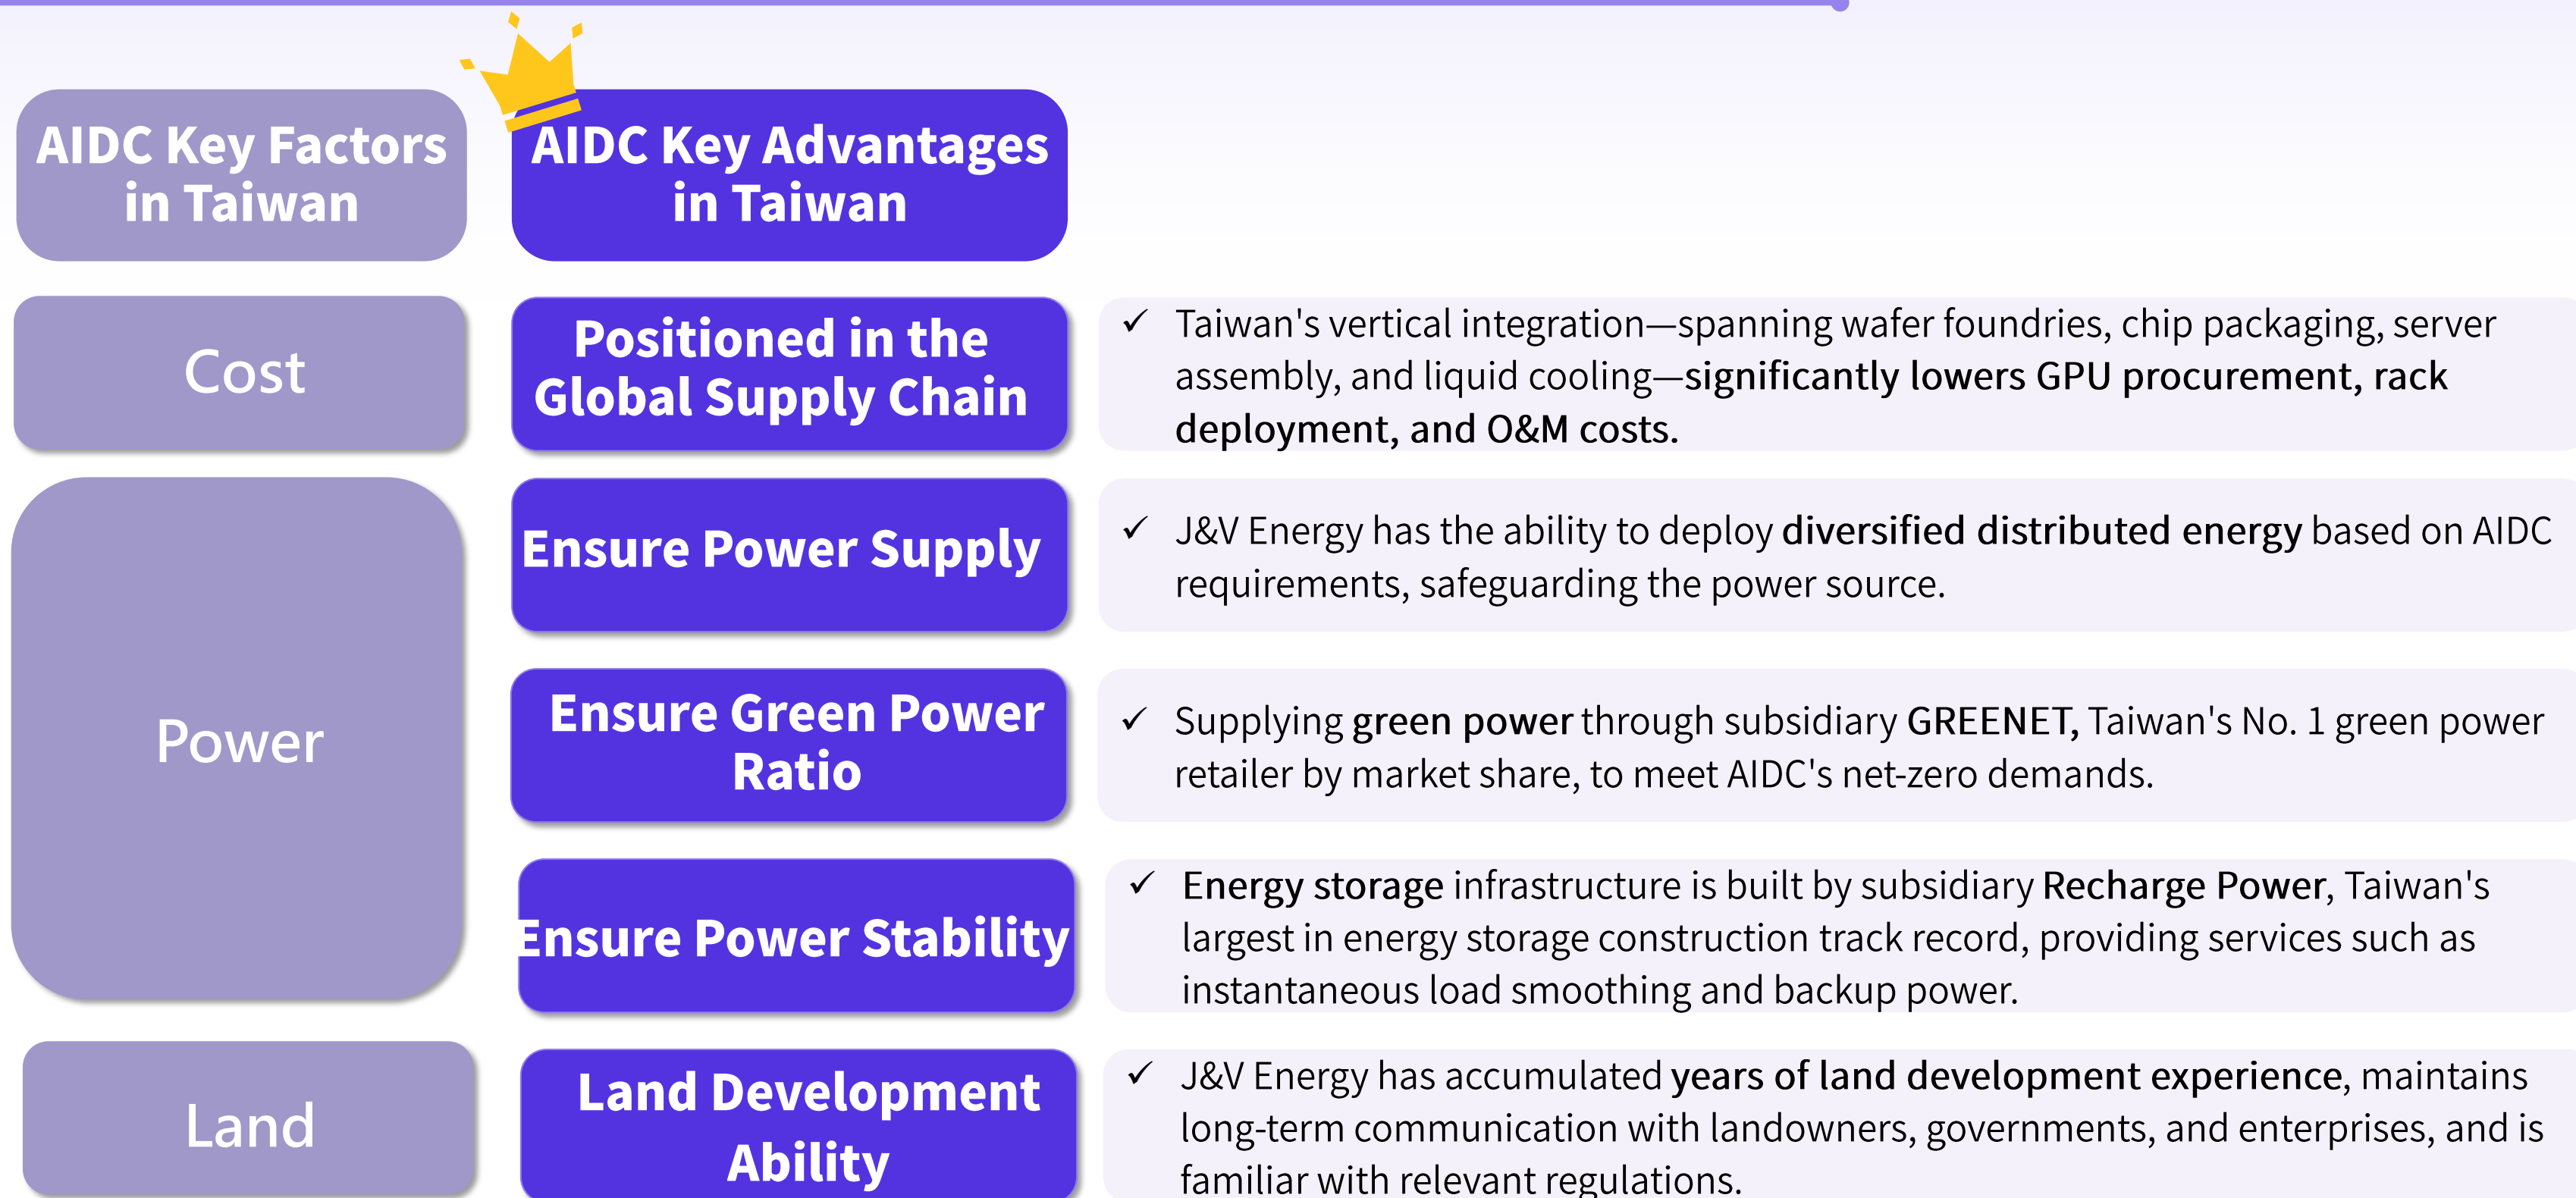 AIDC Key Factors
in Taiwan
AIDC Key Advantages
in Taiwan
Cost
Positioned in the
Global Supply Chain
✓ Taiwan's vertical integration—spanning wafer foundries, chip packaging, server
assembly, and liquid cooling—significantly lowers GPU procurement, rack
deployment, and O&M costs.
Power
Ensure Power Supply
✓ J&V Energy has the ability to deploy diversified distributed energy based on AIDC
requirements, safeguarding the power source.
Ensure Green Power
Ratio
✓ Supplying green power through subsidiary GREENET, Taiwan's No. 1 green power
retailer by market share, to meet AIDC's net-zero demands.
Ensure Power Stability
✓ Energy storage infrastructure is built by subsidiary Recharge Power, Taiwan's
largest in energy storage construction track record, providing services such as
instantaneous load smoothing and backup power.
Land
Land Development
Ability
✓ J&V Energy has accumulated years of land development experience, maintains
long-term communication with landowners, governments, and enterprises, and is
familiar with relevant regulations.